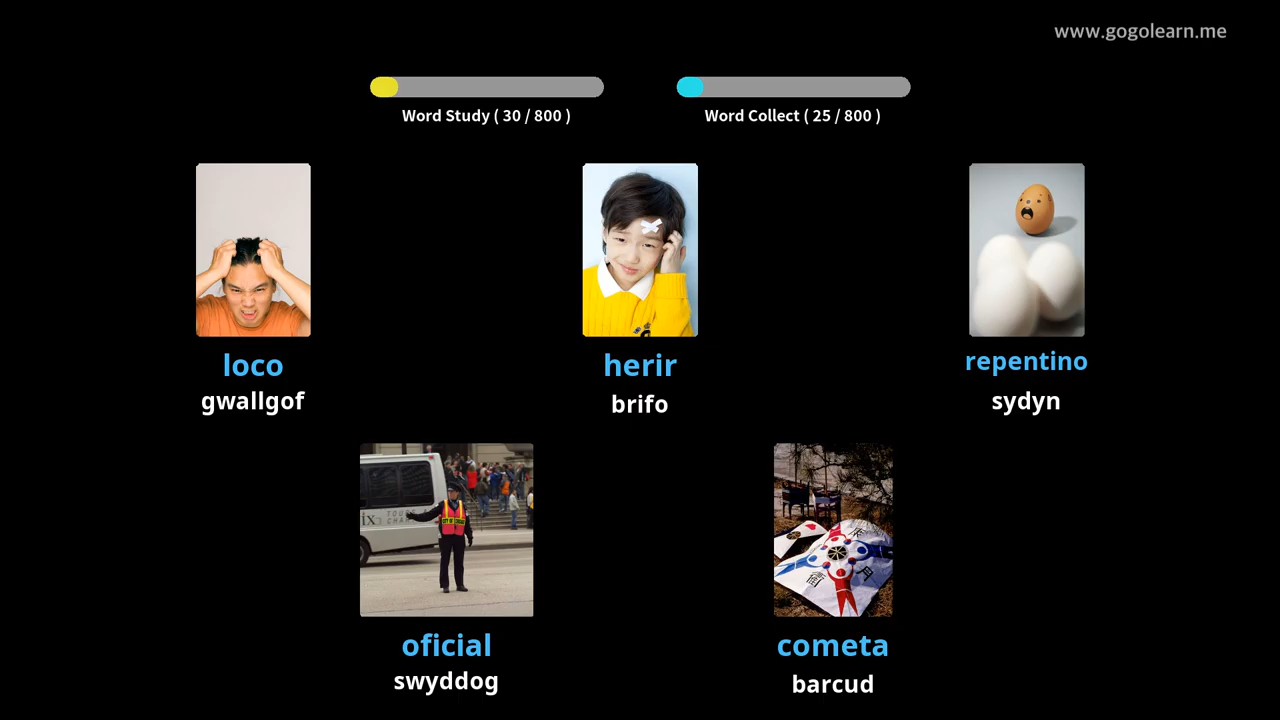 www.gogolearn.me
Word Study ( 30 / 800 )
Word Collect ( 25 / 800 )
loco
gwallgof
herir
brifo
repentino
sydyn
oficial
swyddog
cometa
barcud